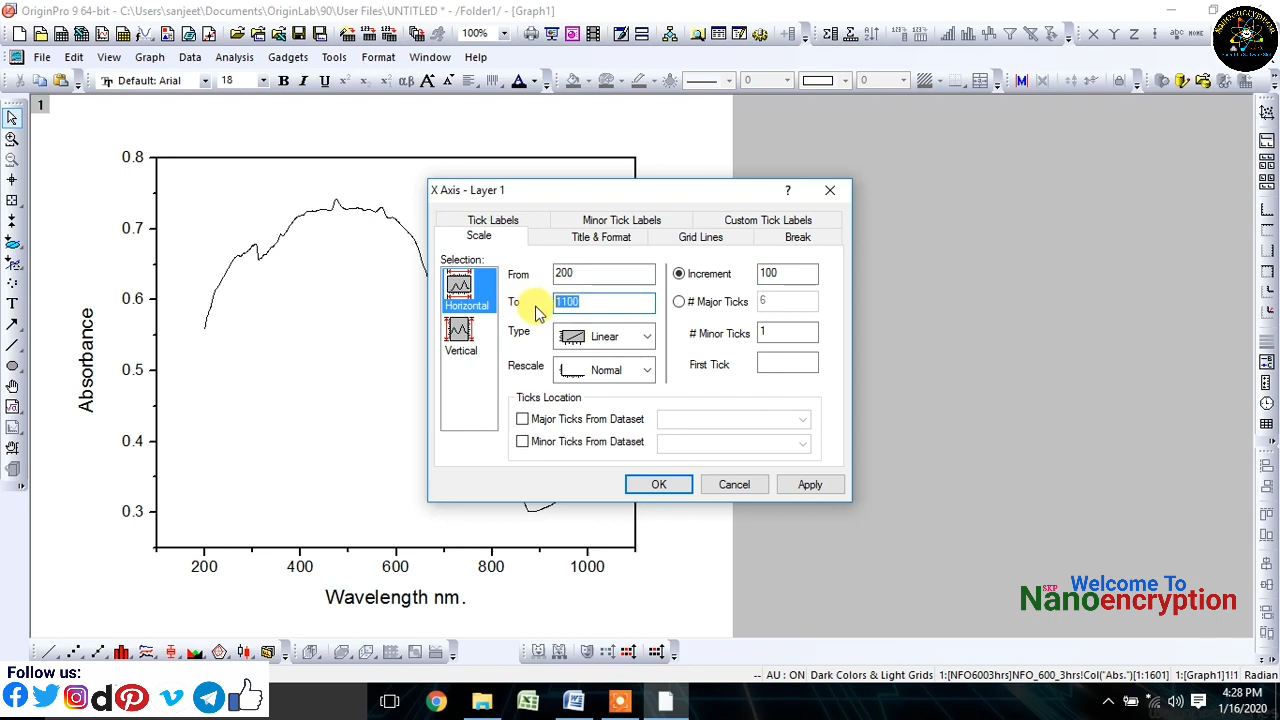 OriginPro 9 64-bit - C:\Users\sanjeet\Documents\OriginLab\90\User Files\UNTITLED * - /Folder1/ - [Graph1]
100%
File Edit View Graph Data Analysis Gadgets Tools Format Window Help
Default: Arial 18 B I U 0 0
1
0.8
0.7
0.6
0.5
0.4
0.3
Absorbance
200 400 600 800 1000
Wavelength nm.
X Axis - Layer 1
Tick Labels Minor Tick Labels Custom Tick Labels
Scale Title & Format Grid Lines Break
Selection:
Horizontal
Vertical
From 200
To 1100
Type Linear
Rescale Normal
Increment 100
# Major Ticks 6
# Minor Ticks 1
First Tick
Ticks Location
Major Ticks From Dataset
Minor Ticks From Dataset
OK Cancel Apply
Welcome To
SKP
Nanoencryption
Follow us:
-- AU : ON Dark Colors & Light Grids 1:[NFO6003hrs]NFO_600_3hrs!Col("Abs.")[1:1601] 1:[Graph1]1!1 Radian
4:28 PM
1/16/2020